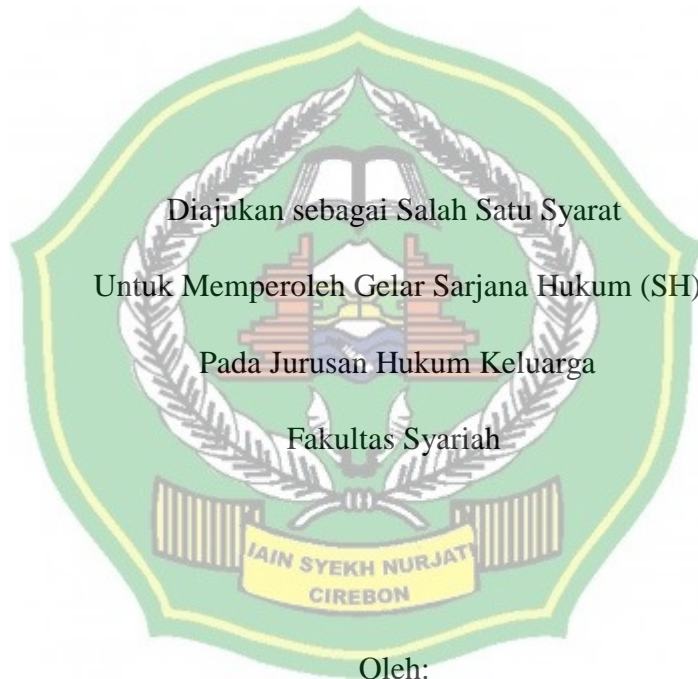 Diajukan sebagai Salah Satu Syarat
Untuk Memperoleh Gelar Sarjana Hukum (SH)
Pada Jurusan Hukum Keluarga
Fakultas Syariah
IAIN SYEKH NURJATI
CIREBON
Oleh: